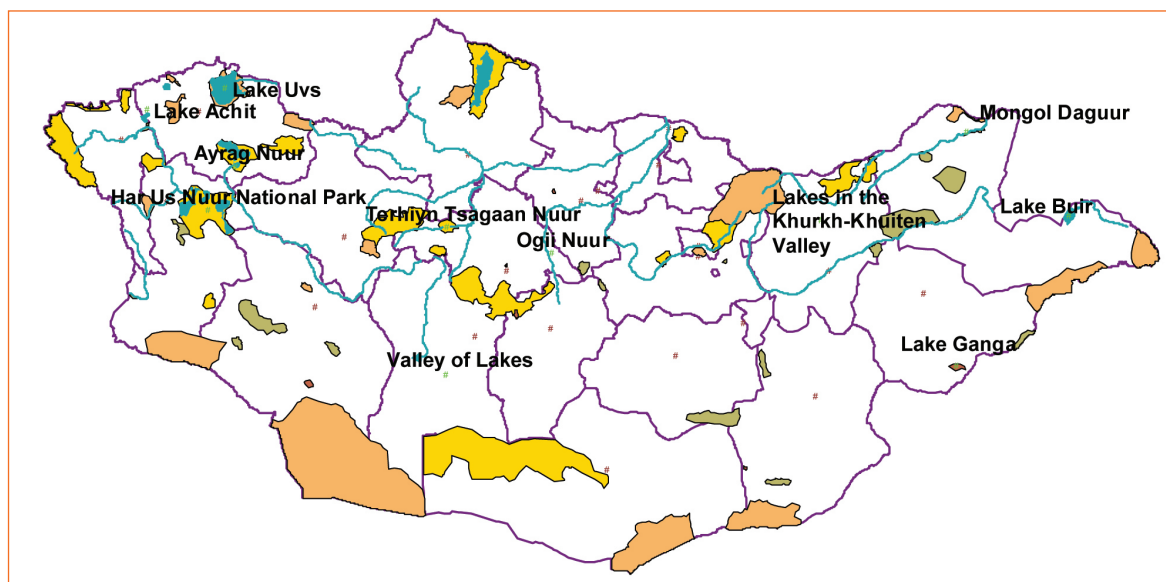 Lake Uvs
Lake Achit
Mongol Daguur
Ayrag Nuur
Har Us Nuur National Park
Terhiyn Tsagaan Nuur
Lakes in the
Khurkh-Khuiten
Valley
Lake Buir
Ogii Nuur
Lake Ganga
Valley of Lakes